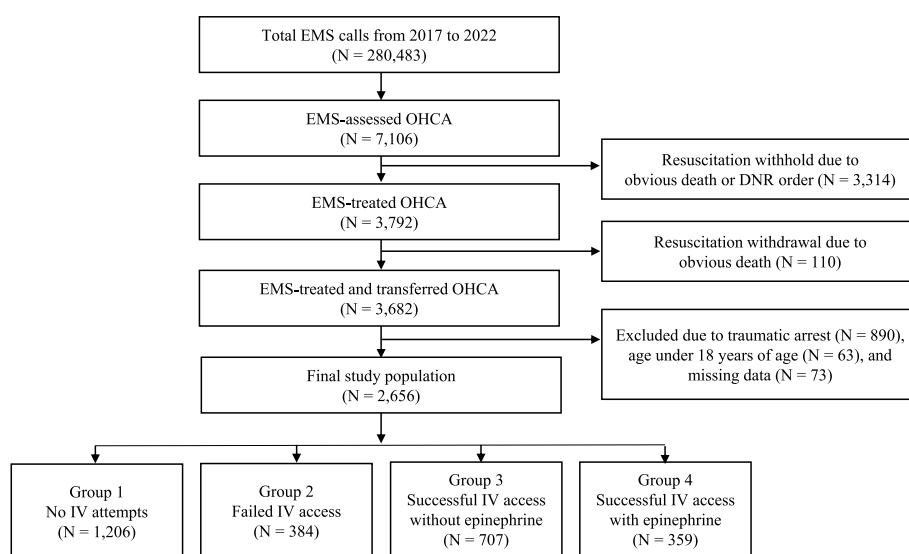 Total EMS calls from 2017 to 2022
(N = 280,483)
EMS-assessed OHCA
(N = 7,106)
Resuscitation withhold due to
obvious death or DNR order (N = 3,314)
EMS-treated OHCA
(N = 3,792)
Resuscitation withdrawal due to
obvious death (N = 110)
EMS-treated and transferred OHCA
(N = 3,682)
Excluded due to traumatic arrest (N = 890),
age under 18 years of age (N = 63), and
missing data (N = 73)
Final study population
(N = 2,656)
Group 1
No IV attempts
(N = 1,206)
Group 2
Failed IV access
(N = 384)
Group 3
Successful IV access
without epinephrine
(N = 707)
Group 4
Successful IV access
with epinephrine
(N = 359)